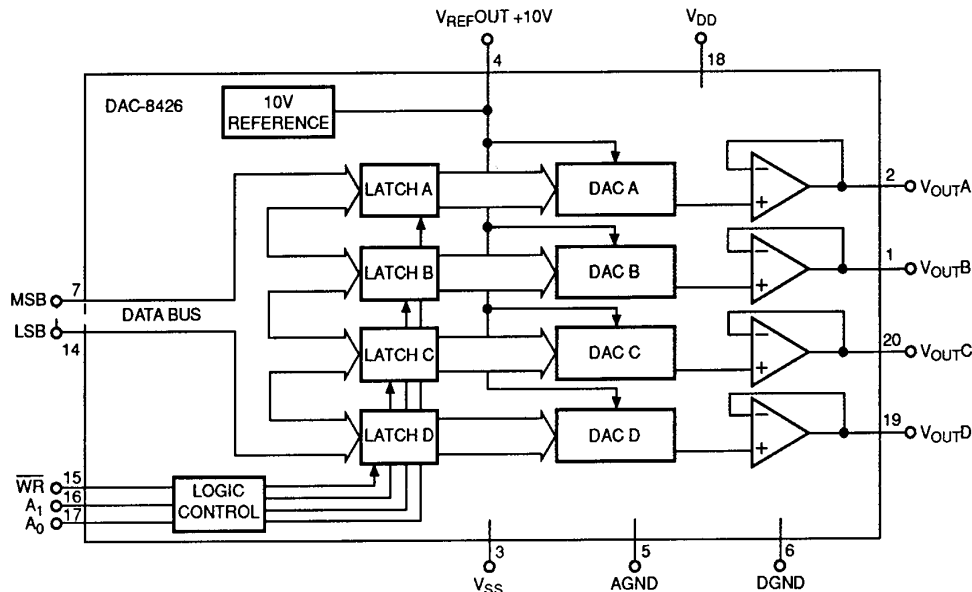 VREFOUT +10V
VDD
4
18
DAC-8426
10V
REFERENCE
LATCH A
DAC A
2
VOUTA
LATCH B
DAC B
1
VOUTB
MSB
7
DATA BUS
LSB
14
LATCH C
DAC C
20
VOUTC
LATCH D
DAC D
19
VOUTD
WR
15
A1
16
A0
17
LOGIC
CONTROL
3
5
6
VSS
AGND
DGND